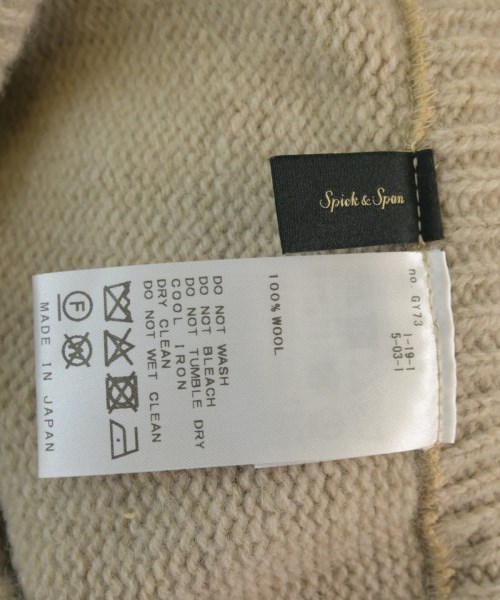 Spick & Span
no. GY73
1-19-1
5-03-1
100% WOOL
DO NOT WASH
DO NOT BLEACH
DO NOT TUMBLE DRY
COOL IRON
DRY CLEAN
DO NOT WET CLEAN
F
MADE IN JAPAN